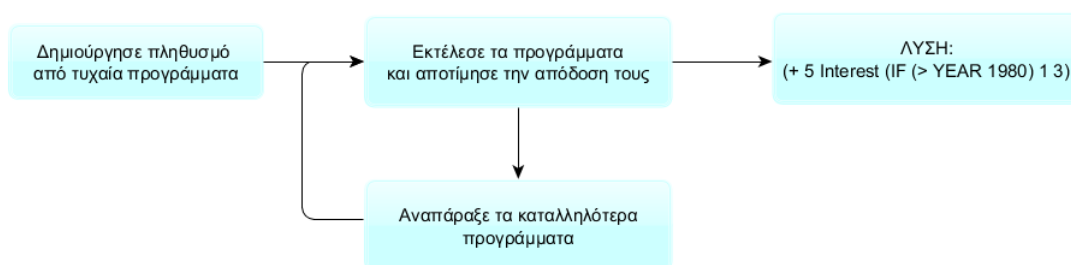 Δημιούργησε πληθυσμό
από τυχαία προγράμματα
Εκτέλεσε τα προγράμματα
και αποτίμησε την απόδοση τους
ΛΥΣΗ:
(+ 5 Interest (IF (> YEAR 1980) 1 3)
Αναπάραξε τα καταλληλότερα
προγράμματα